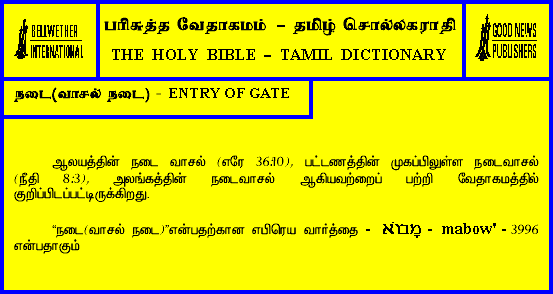 BELLWETHER
INTERNATIONAL
பரிசுத்த வேதாகமம் – தமிழ் சொல்லகராதி
THE HOLY BIBLE – TAMIL DICTIONARY
GOOD NEWS
PUBLISHERS
நடை(வாசல் நடை) - ENTRY OF GATE
ஆலயத்தின் நடை வாசல் (எரே 36:10), பட்டணத்தின் முகப்பிலுள்ள நடைவாசல்
(நீதி 8:3), அலங்கத்தின் நடைவாசல் ஆகியவற்றைப் பற்றி வேதாகமத்தில்
குறிப்பிடப்பட்டிருக்கிறது.
“நடை(வாசல் நடை)”என்பதற்கான எபிரெய வார்த்தை - מָבוֹא - mabow' - 3996
என்பதாகும்